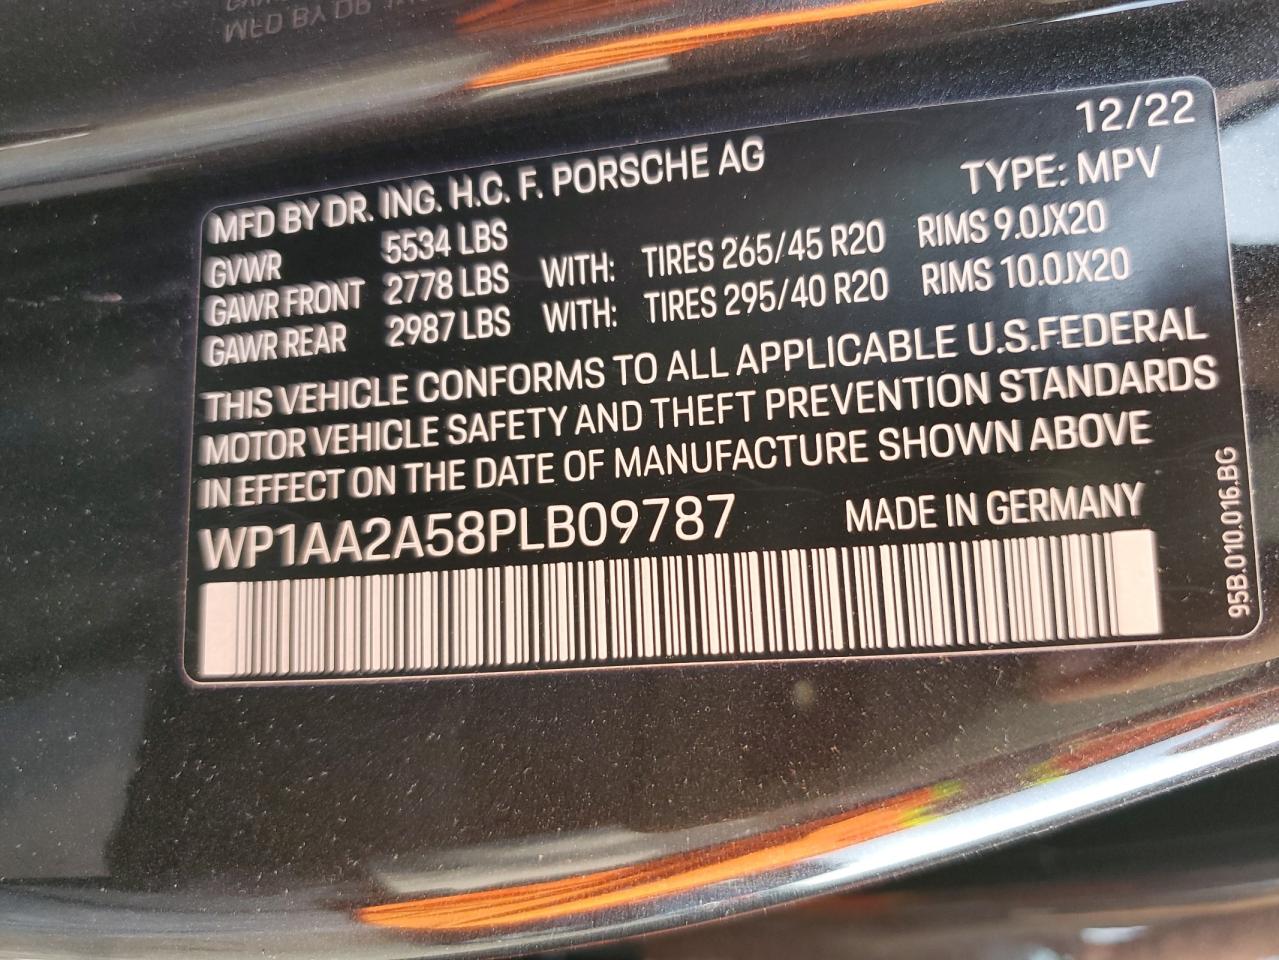 12/22
MFD BY DR. ING. H.C. F. PORSCHE AG TYPE: MPV
GVWR 5534 LBS
GAWR FRONT 2778 LBS WITH: TIRES 265/45 R20 RIMS 9.0JX20
GAWR REAR 2987 LBS WITH: TIRES 295/40 R20 RIMS 10.0JX20
THIS VEHICLE CONFORMS TO ALL APPLICABLE U.S.FEDERAL
MOTOR VEHICLE SAFETY AND THEFT PREVENTION STANDARDS
IN EFFECT ON THE DATE OF MANUFACTURE SHOWN ABOVE
WP1AA2A58PLB09787 MADE IN GERMANY
95B.010.016.BG
MFD BY DR.